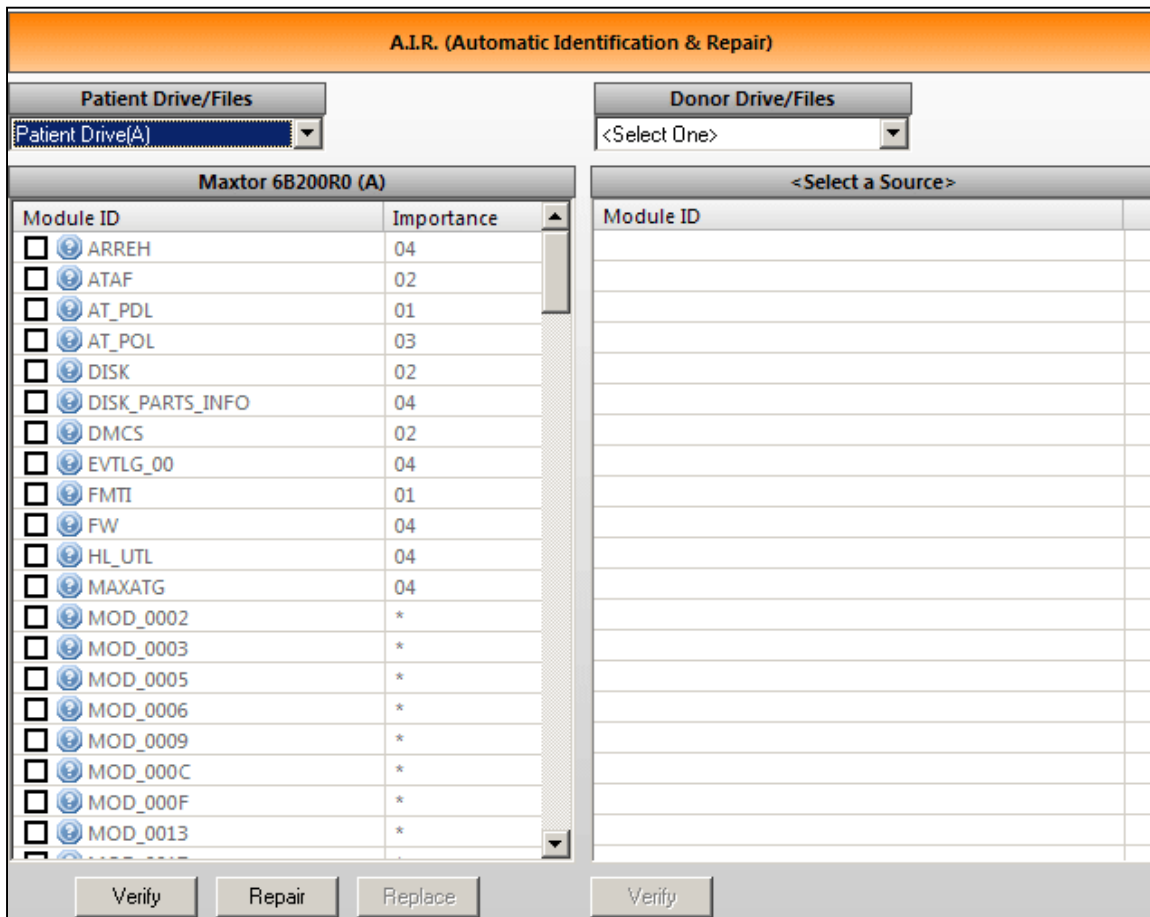 A.I.R. (Automatic Identification & Repair)
Patient Drive/Files
Donor Drive/Files
Patient Drive(A)
<Select One>
Maxtor 6B200R0 (A)
<Select a Source>
Module ID Importance
Module ID
ARREH 04
ATAF 02
AT_PDL 01
AT_POL 03
DISK 02
DISK_PARTS_INFO 04
DMCS 02
EVTLG_00 04
FMTI 01
FW 04
HL_UTL 04
MAXATG 04
MOD_0002 *
MOD_0003 *
MOD_0005 *
MOD_0006 *
MOD_0009 *
MOD_000C *
MOD_000F *
MOD_0013 *
Verify Repair Replace Verify